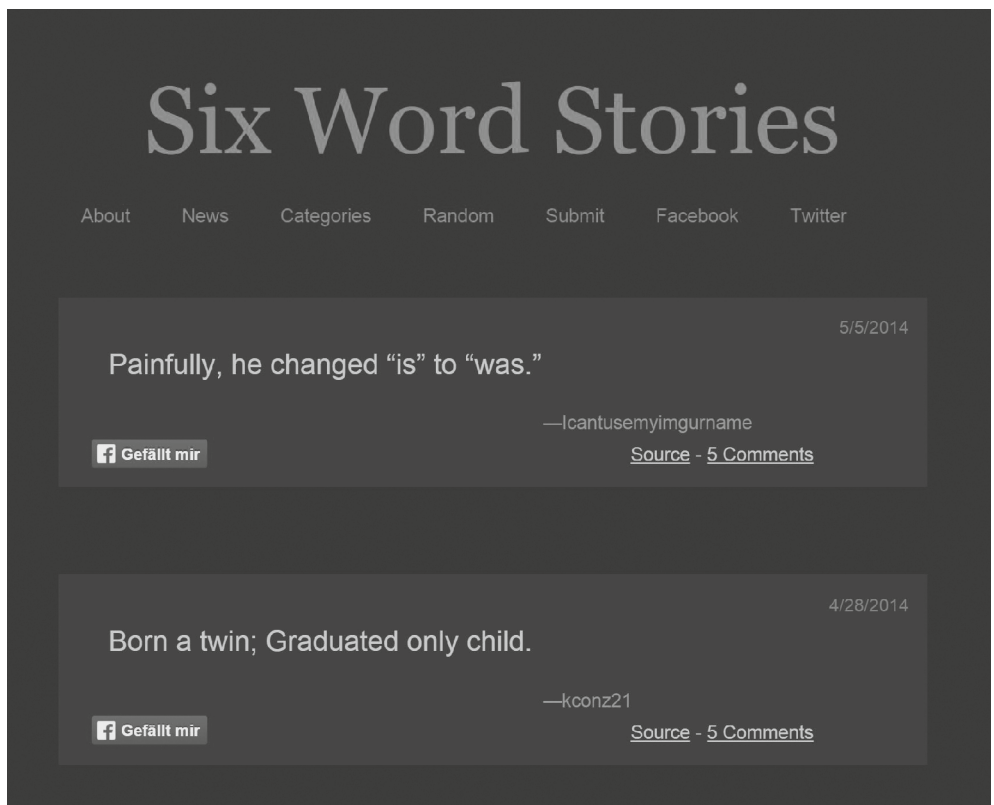 Six Word Stories
About News Categories Random Submit Facebook Twitter
5/5/2014
Painfully, he changed “is” to “was.”
—Icantusemyimgurname
Gefällt mir
Source - 5 Comments
4/28/2014
Born a twin; Graduated only child.
—kconz21
Gefällt mir
Source - 5 Comments